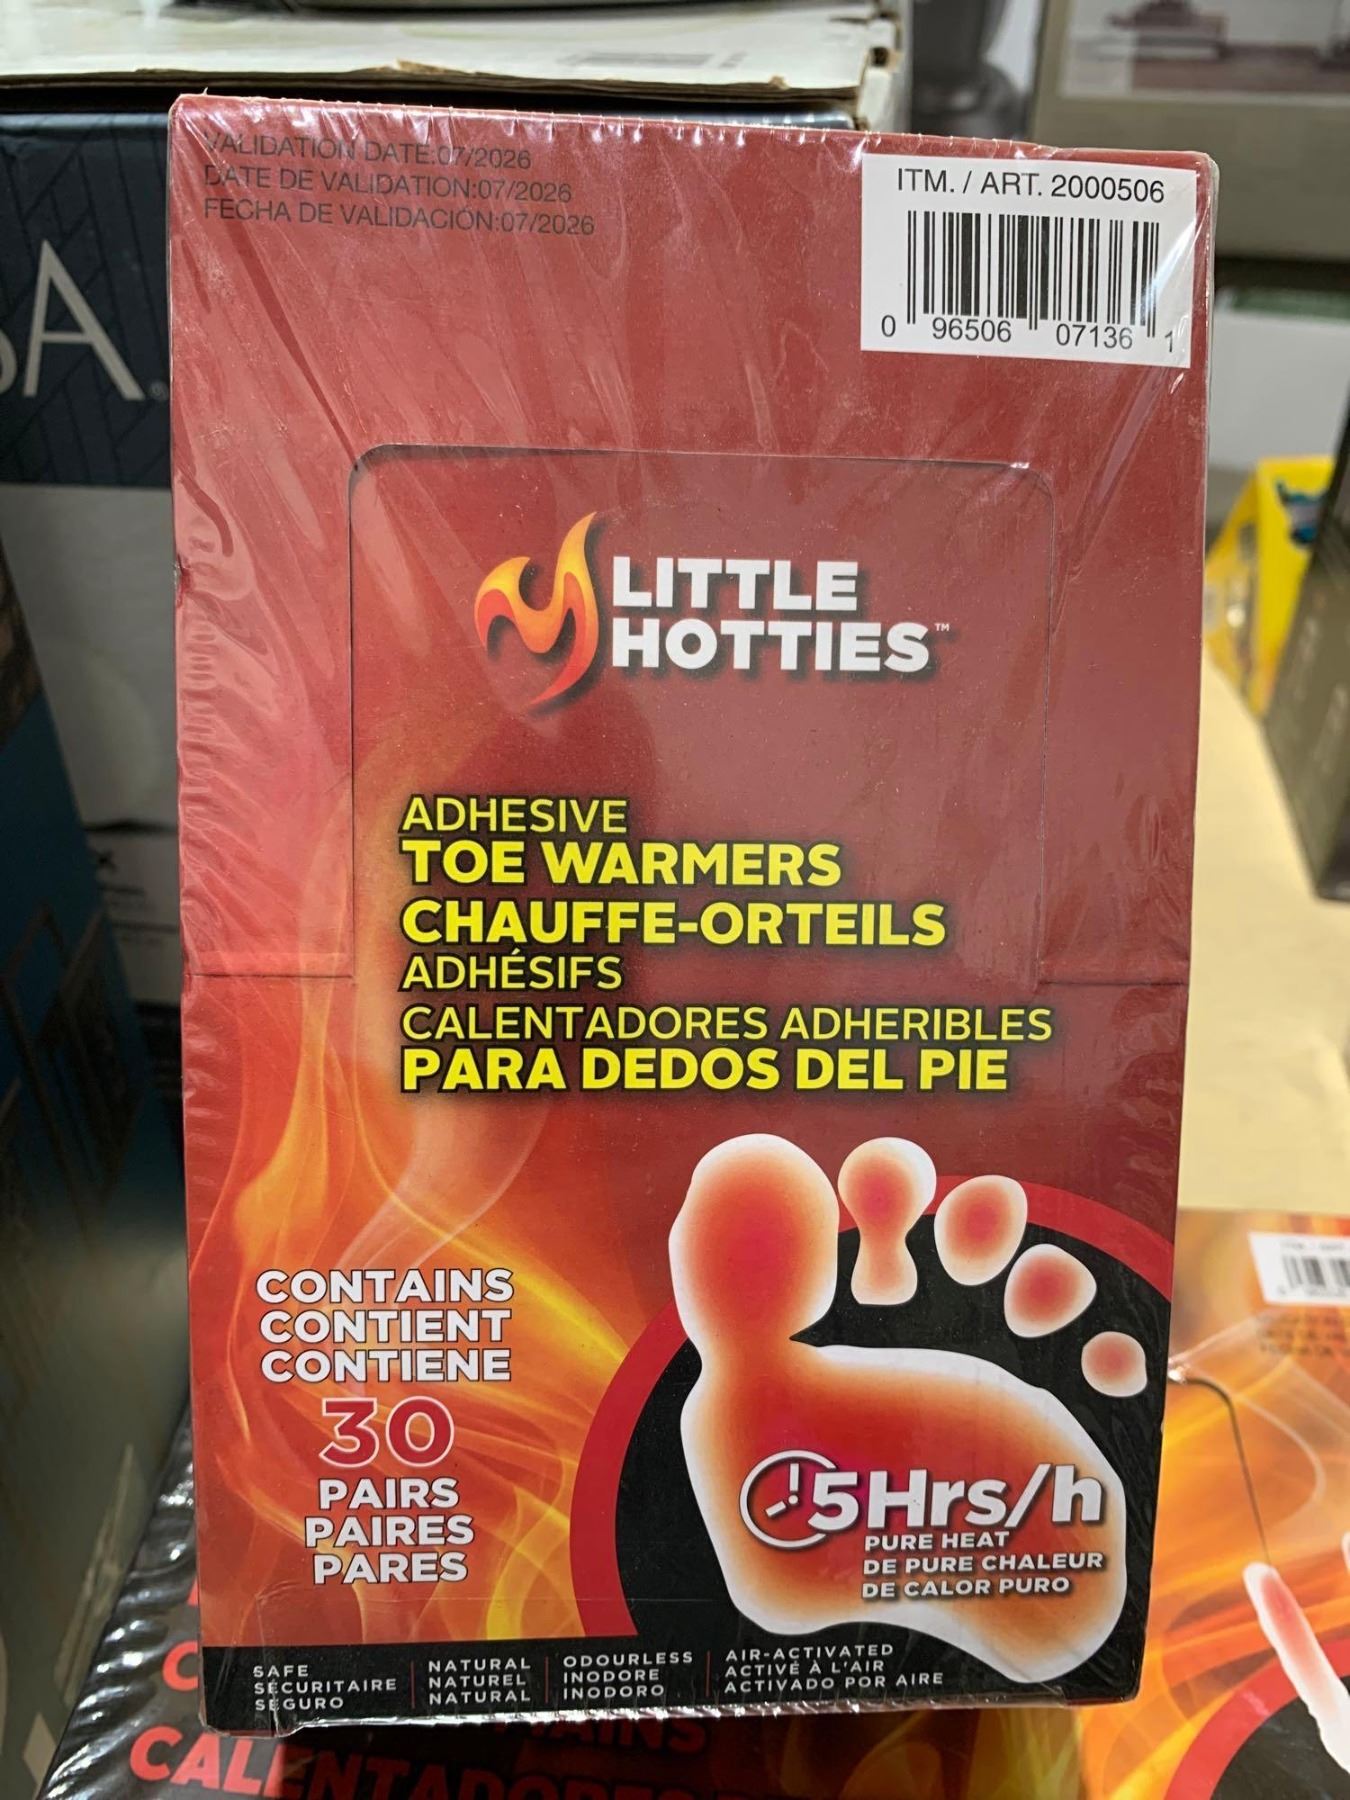 VALIDATION DATE:07/2026
DATE DE VALIDATION:07/2026
FECHA DE VALIDACIÓN:07/2026
ITM. / ART. 2000506
0 96506 07136 1
A
LITTLE
HOTTIES™
ADHESIVE
TOE WARMERS
CHAUFFE-ORTEILS
ADHÉSIFS
CALENTADORES ADHERIBLES
PARA DEDOS DEL PIE
CONTAINS
CONTIENT
CONTIENE
30
PAIRS
PAIRES
PARES
5Hrs/h
PURE HEAT
DE PURE CHALEUR
DE CALOR PURO
SAFE
SÉCURITAIRE
SEGURO
NATURAL
NATUREL
NATURAL
ODOURLESS
INODORE
INODORO
AIR-ACTIVATED
ACTIVÉ À L'AIR
ACTIVADO POR AIRE